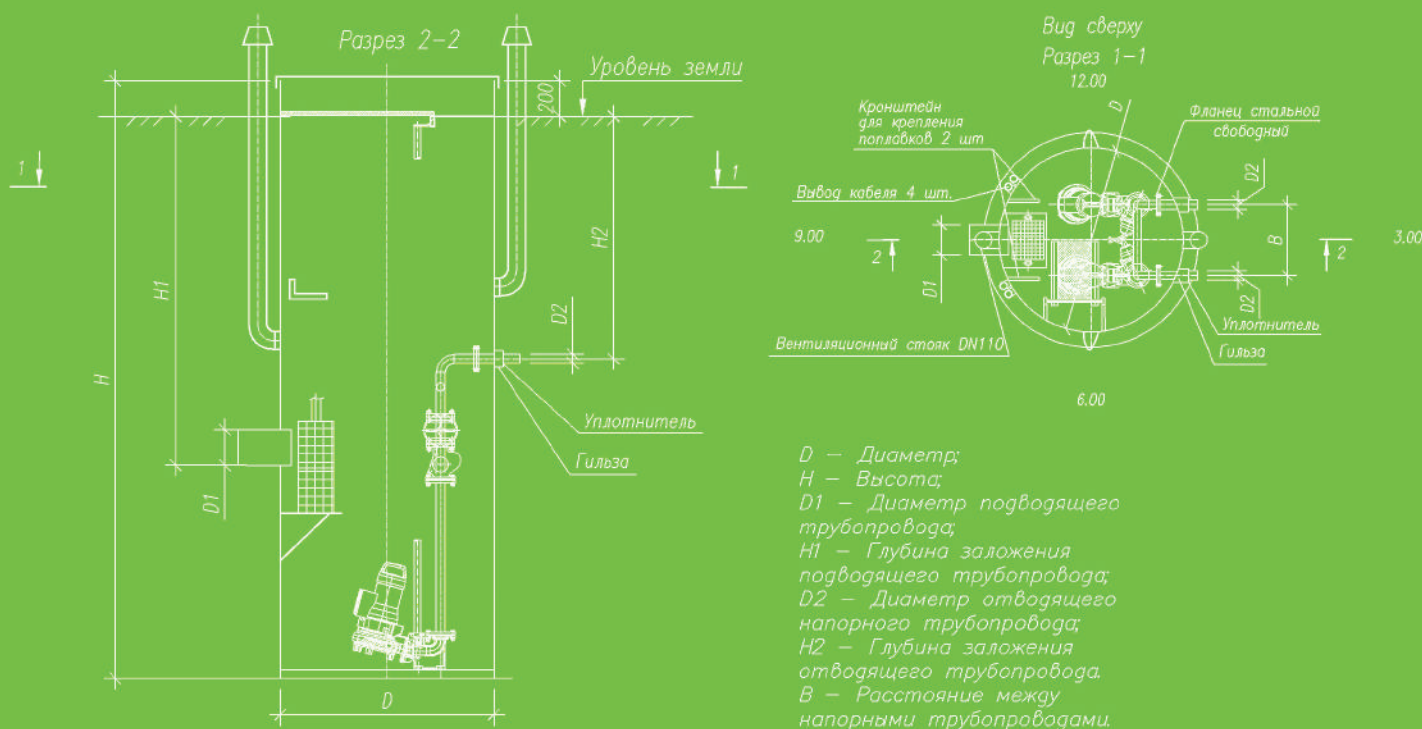 Разрез 2-2
Уровень земли
200
1
1
H1
H2
D2
H
D1
Уплотнитель
Гильза
D
Вид сверху
Разрез 1-1
12.00
Кронштейн
для крепления
поплавков 2 шт
D
Фланец стальной
свободный
Вывод кабеля 4 шт.
D2
9.00
2
D1
B
2
3.00
D2
Уплотнитель
Вентиляционный стояк DN110
Гильза
6.00
D – Диаметр;
H – Высота;
D1 – Диаметр подводящего
трубопровода;
H1 – Глубина заложения
подводящего трубопровода;
D2 – Диаметр отводящего
напорного трубопровода;
H2 – Глубина заложения
отводящего трубопровода.
B – Расстояние между
напорными трубопроводами.